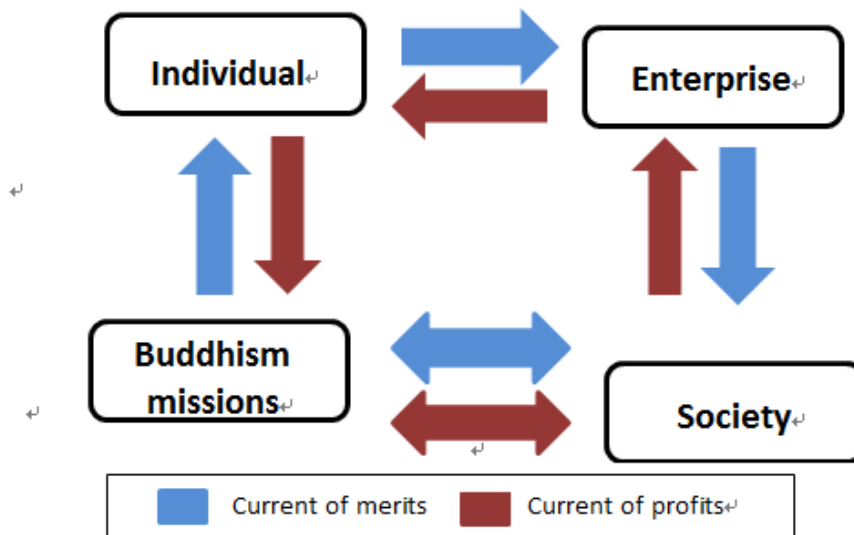 Individual
Enterprise
Buddhism
missions
Society
Current of merits
Current of profits